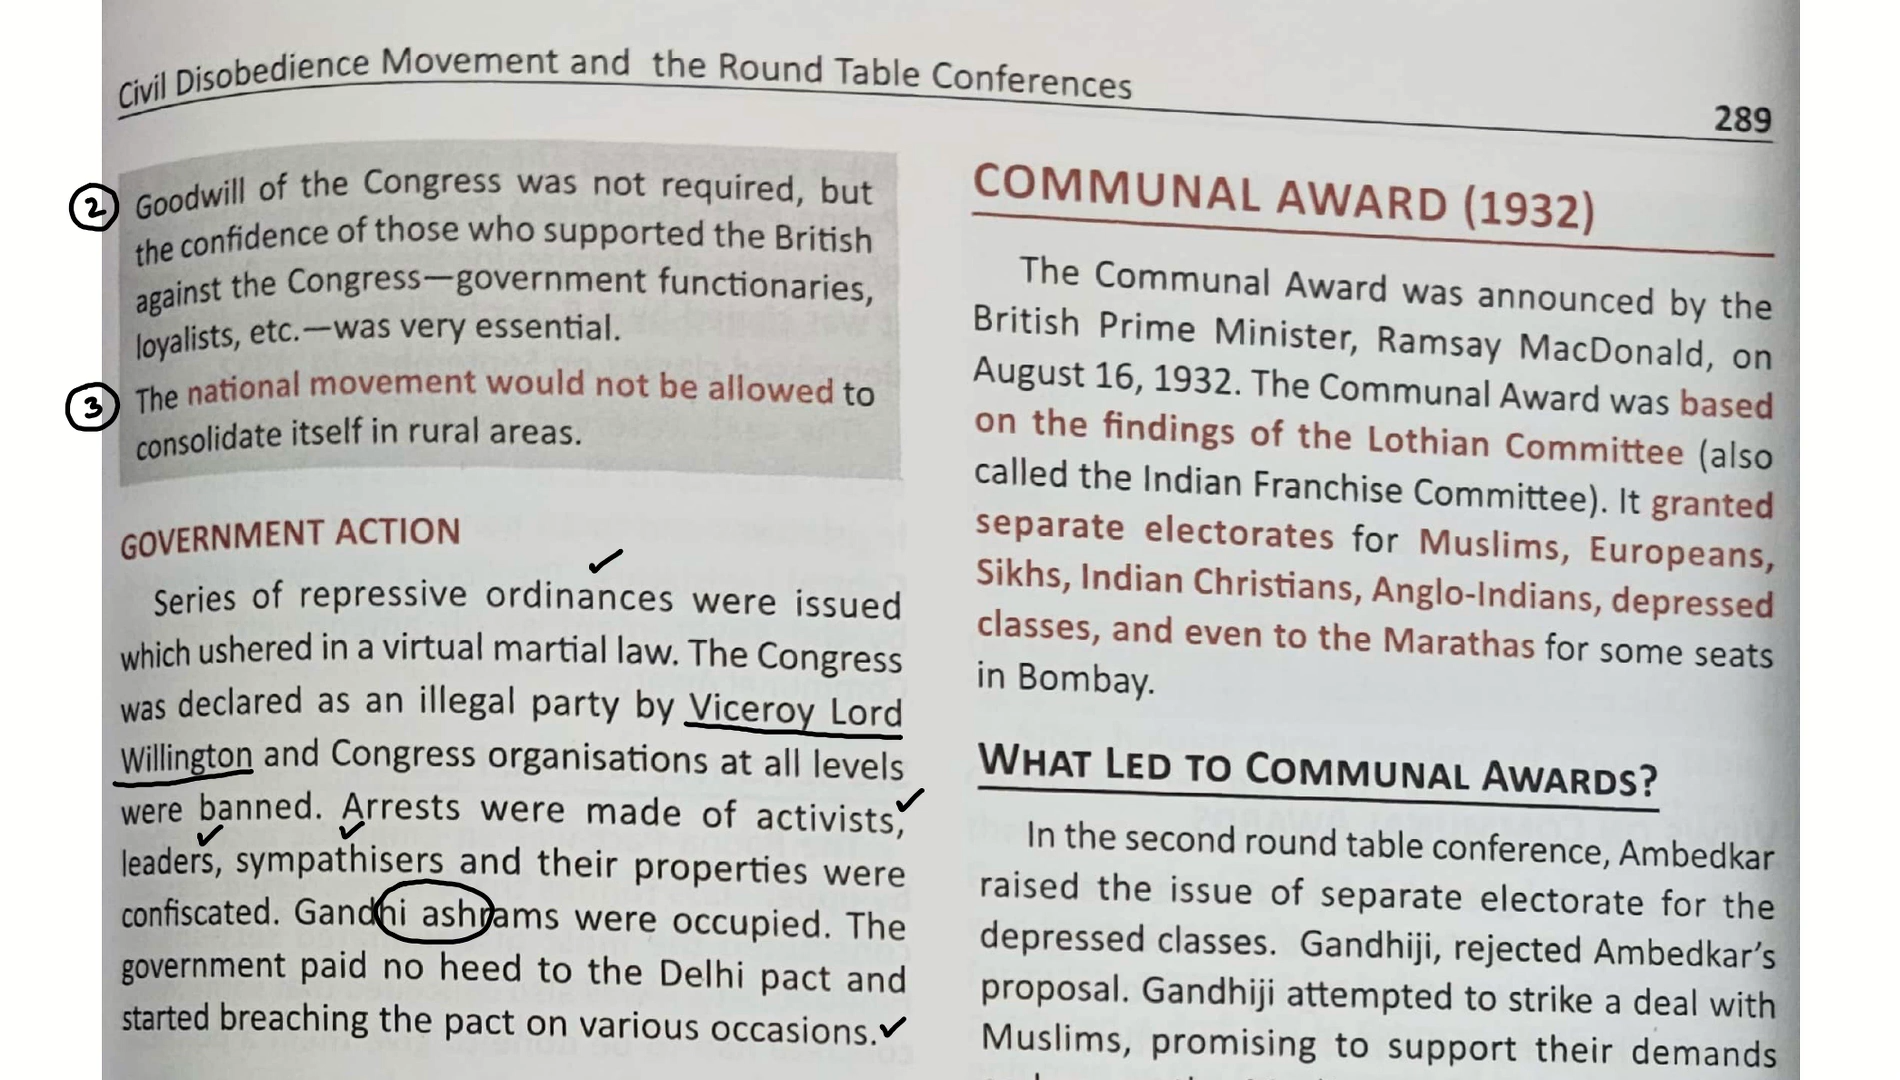 Civil Disobedience Movement and the Round Table Conferences
289
2 Goodwill of the Congress was not required, but
the confidence of those who supported the British
against the Congress—government functionaries,
loyalists, etc.—was very essential.
3 The national movement would not be allowed to
consolidate itself in rural areas.
GOVERNMENT ACTION
Series of repressive ordinances were issued
which ushered in a virtual martial law. The Congress
was declared as an illegal party by Viceroy Lord
Willington and Congress organisations at all levels
were banned. Arrests were made of activists,
leaders, sympathisers and their properties were
confiscated. Gandhi ashrams were occupied. The
government paid no heed to the Delhi pact and
started breaching the pact on various occasions.
COMMUNAL AWARD (1932)
The Communal Award was announced by the
British Prime Minister, Ramsay MacDonald, on
August 16, 1932. The Communal Award was based
on the findings of the Lothian Committee (also
called the Indian Franchise Committee). It granted
separate electorates for Muslims, Europeans,
Sikhs, Indian Christians, Anglo-Indians, depressed
classes, and even to the Marathas for some seats
in Bombay.
WHAT LED TO COMMUNAL AWARDS?
In the second round table conference, Ambedkar
raised the issue of separate electorate for the
depressed classes. Gandhiji, rejected Ambedkar's
proposal. Gandhiji attempted to strike a deal with
Muslims, promising to support their demands